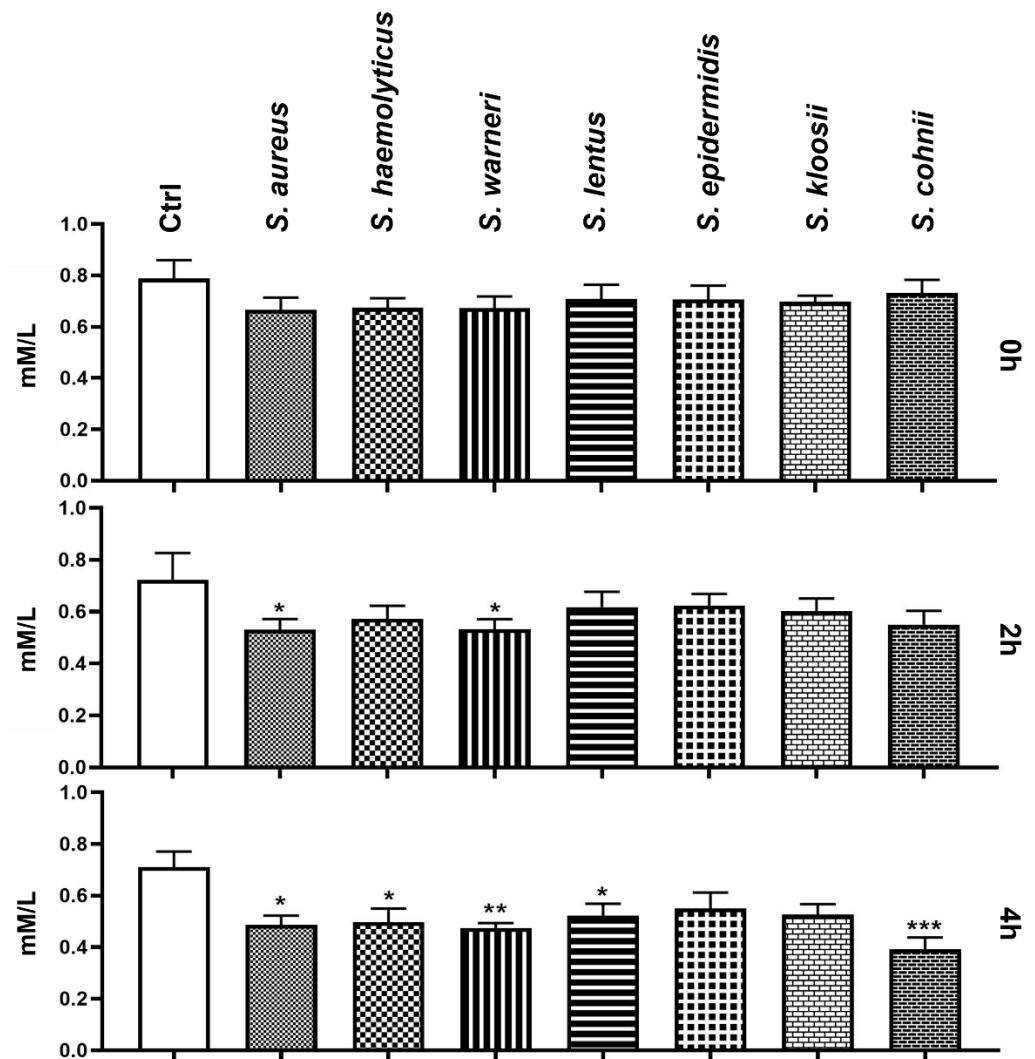 Ctrl
S. aureus
S. haemolyticus
S. warneri
S. lentus
S. epidermidis
S. kloosii
S. cohnii
1.0
0.8
0.6
0.4
0.2
0.0
mM/L
0h
1.0
0.8
0.6
0.4
0.2
0.0
mM/L
* *
2h
1.0
0.8
0.6
0.4
0.2
0.0
mM/L
* * ** * ***
4h